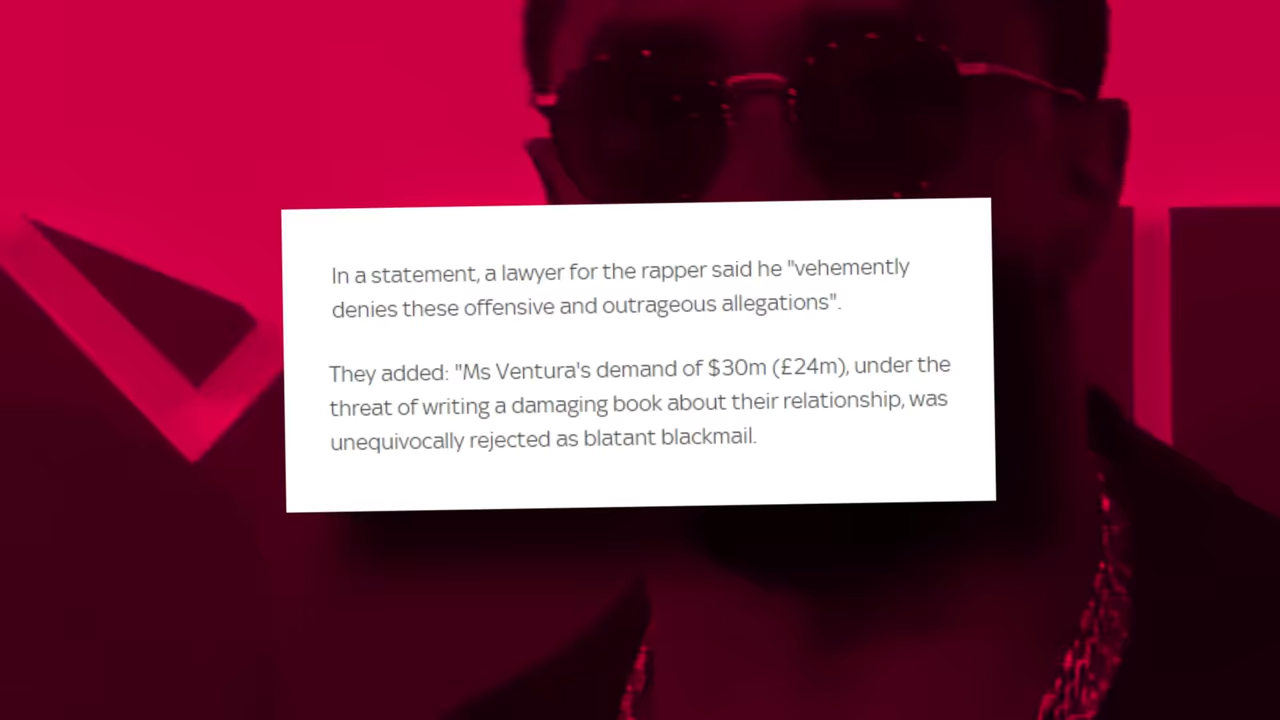 In a statement, a lawyer for the rapper said he "vehemently
denies these offensive and outrageous allegations".
They added: "Ms Ventura's demand of $30m (£24m), under the
threat of writing a damaging book about their relationship, was
unequivocally rejected as blatant blackmail.